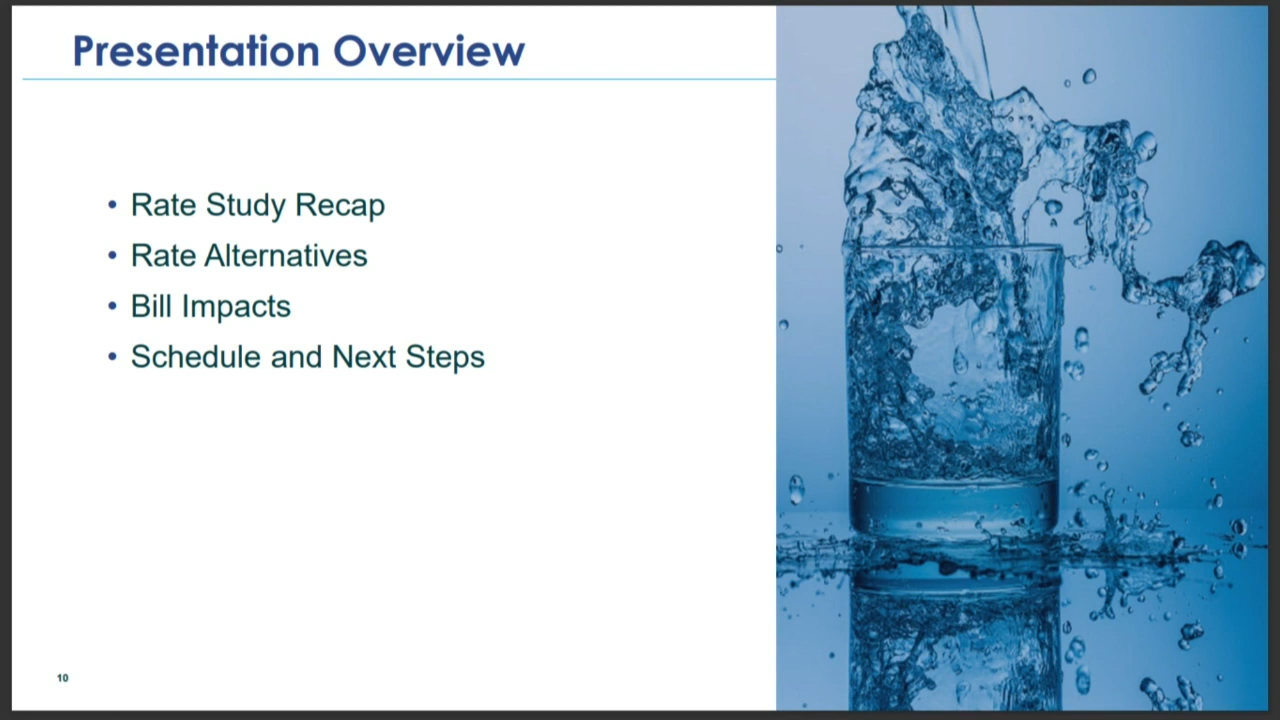 Presentation Overview
• Rate Study Recap
• Rate Alternatives
• Bill Impacts
• Schedule and Next Steps
10